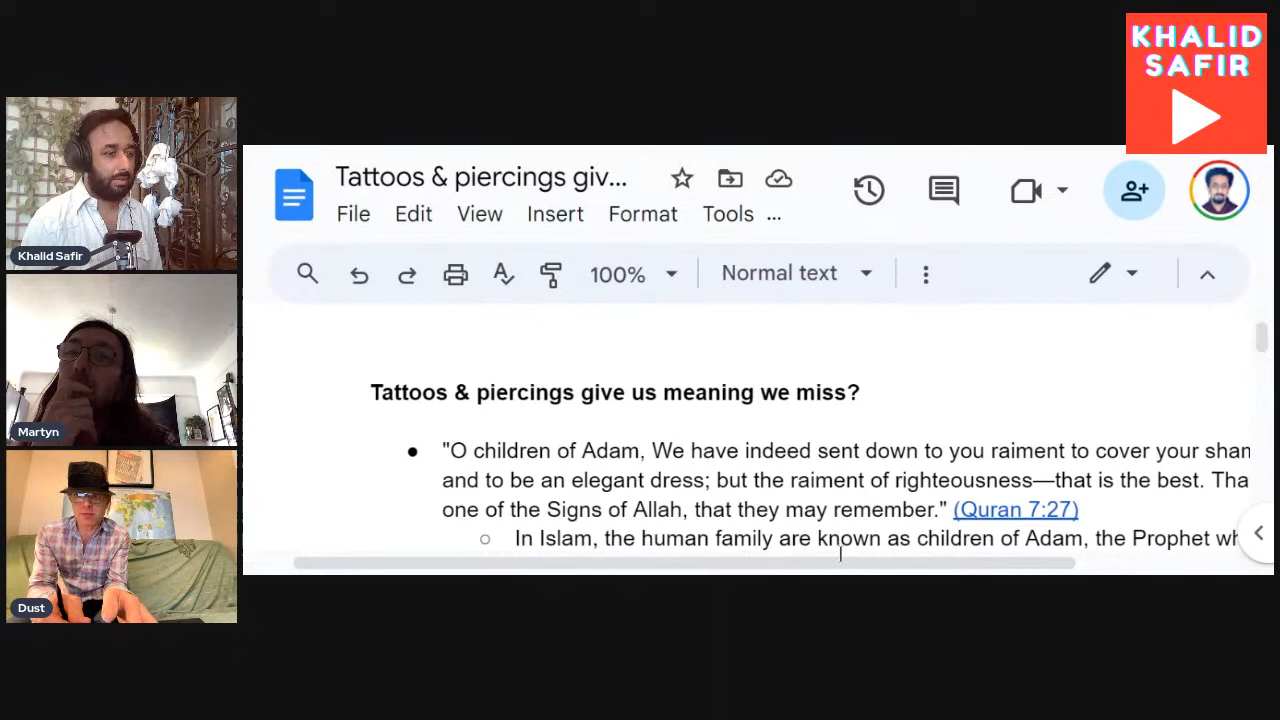 KHALID
SAFIR
Khalid Safir
Martyn
Dust
Tattoos & piercings giv...
File Edit View Insert Format Tools ...
100% Normal text
Tattoos & piercings give us meaning we miss?
● "O children of Adam, We have indeed sent down to you raiment to cover your shan
and to be an elegant dress; but the raiment of righteousness—that is the best. Tha
one of the Signs of Allah, that they may remember." (Quran 7:27)
○ In Islam, the human family are known as children of Adam, the Prophet wh